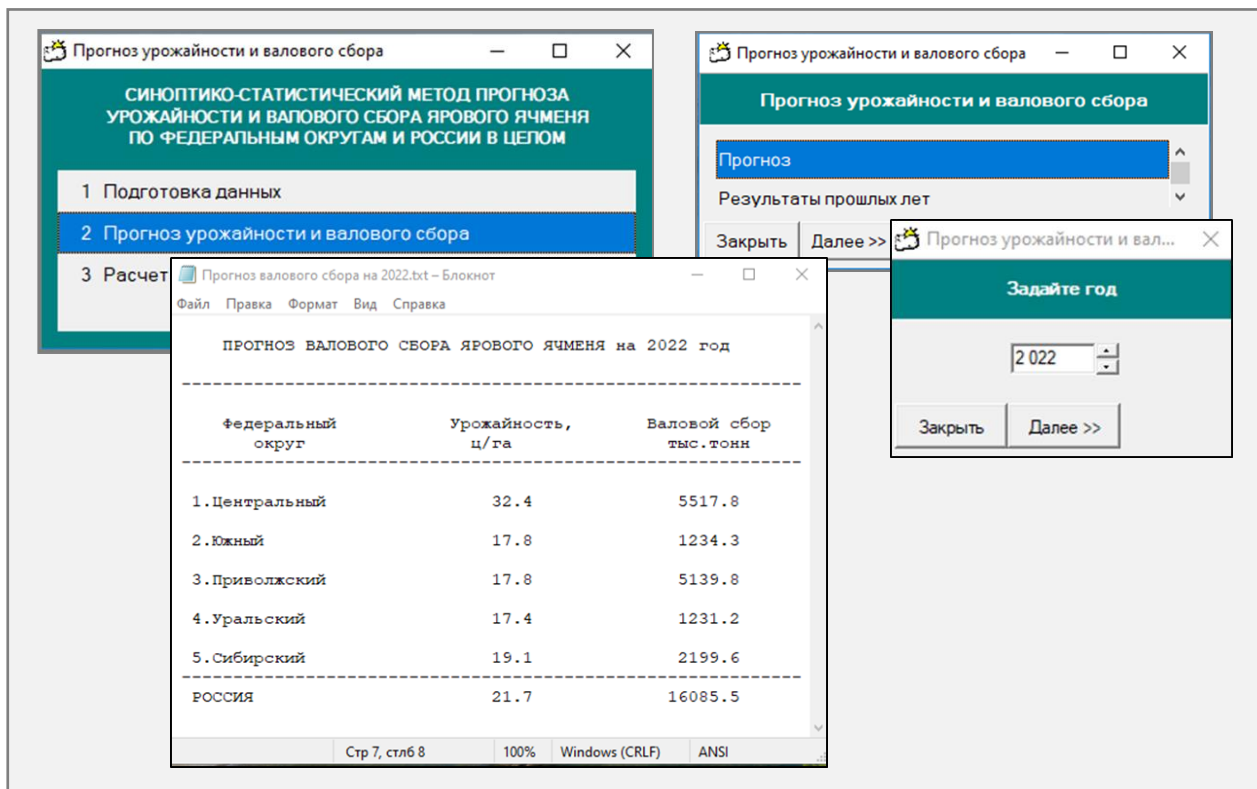 Прогноз урожайности и валового сбора
СИНОПТИКО-СТАТИСТИЧЕСКИЙ МЕТОД ПРОГНОЗА
УРОЖАЙНОСТИ И ВАЛОВОГО СБОРА ЯРОВОГО ЯЧМЕНЯ
ПО ФЕДЕРАЛЬНЫМ ОКРУГАМ И РОССИИ В ЦЕЛОМ
1 Подготовка данных
2 Прогноз урожайности и валового сбора
3 Расчет
Прогноз урожайности и валового сбора
Прогноз урожайности и валового сбора
Прогноз
Результаты прошлых лет
Закрыть Далее >>
Прогноз урожайности и вал...
Задайте год
2 022
Закрыть Далее >>
Прогноз валового сбора на 2022.txt – Блокнот
Файл Правка Формат Вид Справка
ПРОГНОЗ ВАЛОВОГО СБОРА ЯРОВОГО ЯЧМЕНЯ на 2022 год
---------------------------------------------------------------
Федеральный Урожайность, Валовой сбор
округ ц/га тыс.тонн
---------------------------------------------------------------
1.Центральный 32.4 5517.8
2.Южный 17.8 1234.3
3.Приволжский 17.8 5139.8
4.Уральский 17.4 1231.2
5.Сибирский 19.1 2199.6
---------------------------------------------------------------
РОССИЯ 21.7 16085.5
Стр 7, стлб 8 100% Windows (CRLF) ANSI